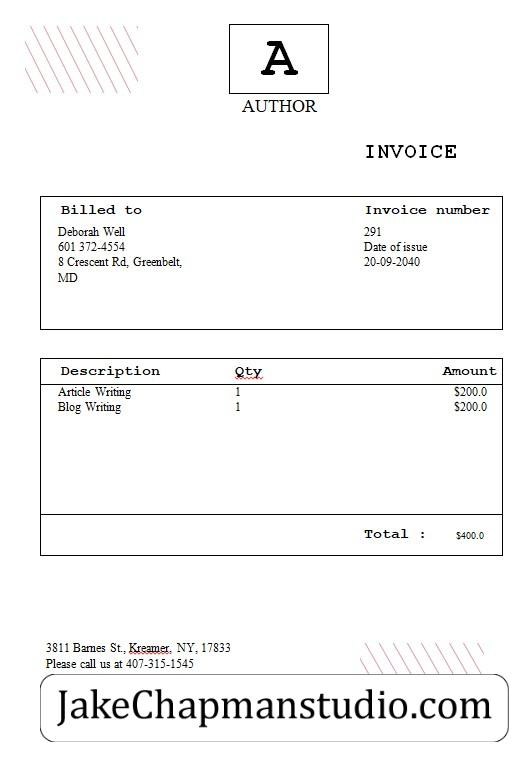 A
AUTHOR
INVOICE
Billed to
Invoice number
Deborah Well
291
601 372-4554
Date of issue
8 Crescent Rd, Greenbelt,
20-09-2040
MD
Description Qty Amount
Article Writing 1 $200.0
Blog Writing 1 $200.0
Total : $400.0
3811 Barnes St., Kreamer, NY, 17833
Please call us at 407-315-1545
JakeChapmanstudio.com